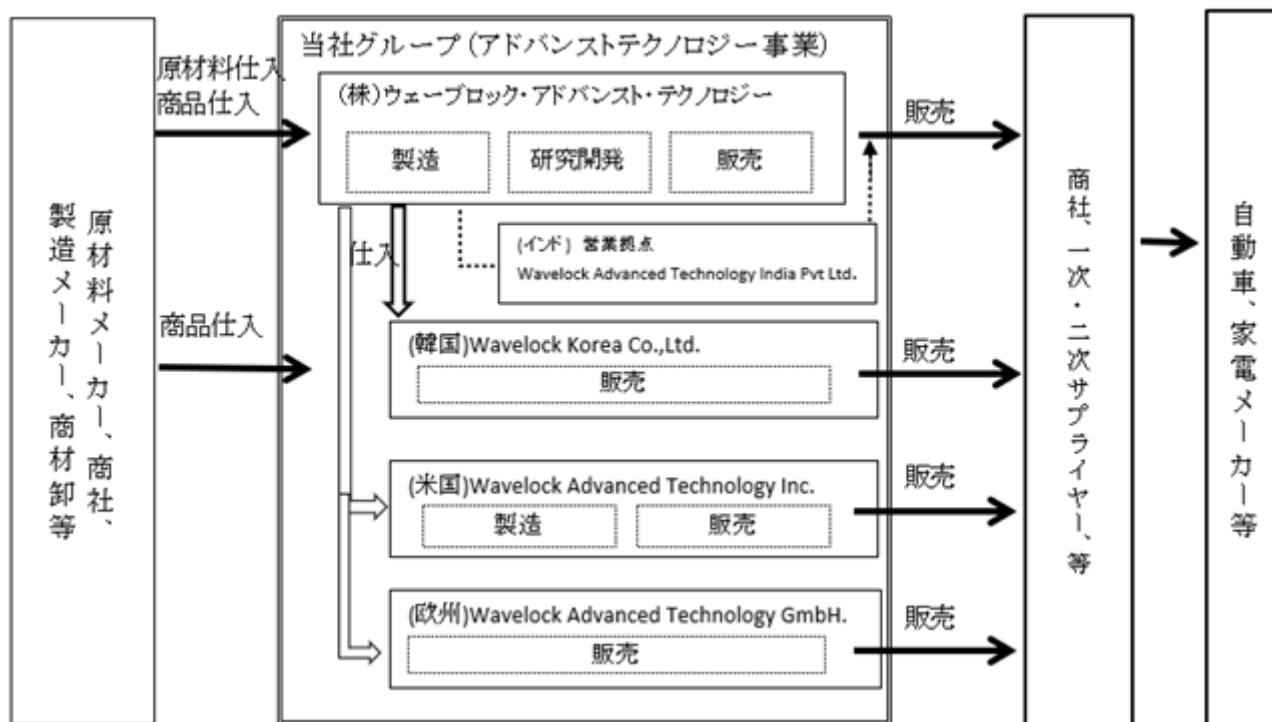 原材料メーカー、商社、
製造メーカー、商材卸等
原材料仕入
商品仕入
商品仕入
当社グループ(アドバンストテクノロジー事業)
(株)ウェーブロック・アドバンスト・テクノロジー
製造
研究開発
販売
仕入
(インド) 営業拠点
Wavelock Advanced Technology India Pvt Ltd.
(韓国)Wavelock Korea Co.,Ltd.
販売
(米国)Wavelock Advanced Technology Inc.
製造
販売
(欧州)Wavelock Advanced Technology GmbH.
販売
販売
販売
販売
販売
商社、一次・二次サプライヤー、等
自動車、家電メーカー等